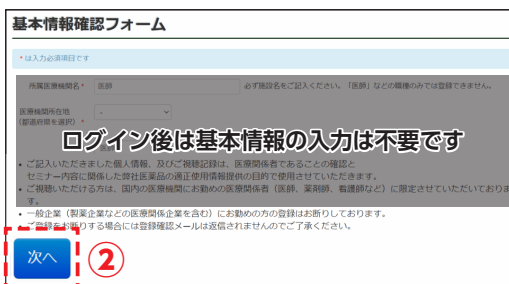 基本情報確認フォーム
* は入力必須項目です
所属医療機関名* 医師 必ず施設名をご記入ください。「医師」などの職種のみでは登録できません。
医療機関所在地
(都道府県を選択) * -
ログイン後は基本情報の入力は不要です
• ご記入いただきました個人情報、及びご視聴記録は、医療関係者であることの確認と
セミナー内容に関係した弊社医薬品の適正使用情報提供の目的で使用させていただきます。
• ご視聴いただける方は、国内の医療機関にお勤めの医療関係者（医師、薬剤師、看護師など）に限定させていただいておりま
す。
• 一般企業（製薬企業などの医療関係企業を含む）にお勤めの方の登録はお断りしております。
• ご登録をお断りする場合には登録確認メールは返信されませんのでご了承ください。
次へ ②